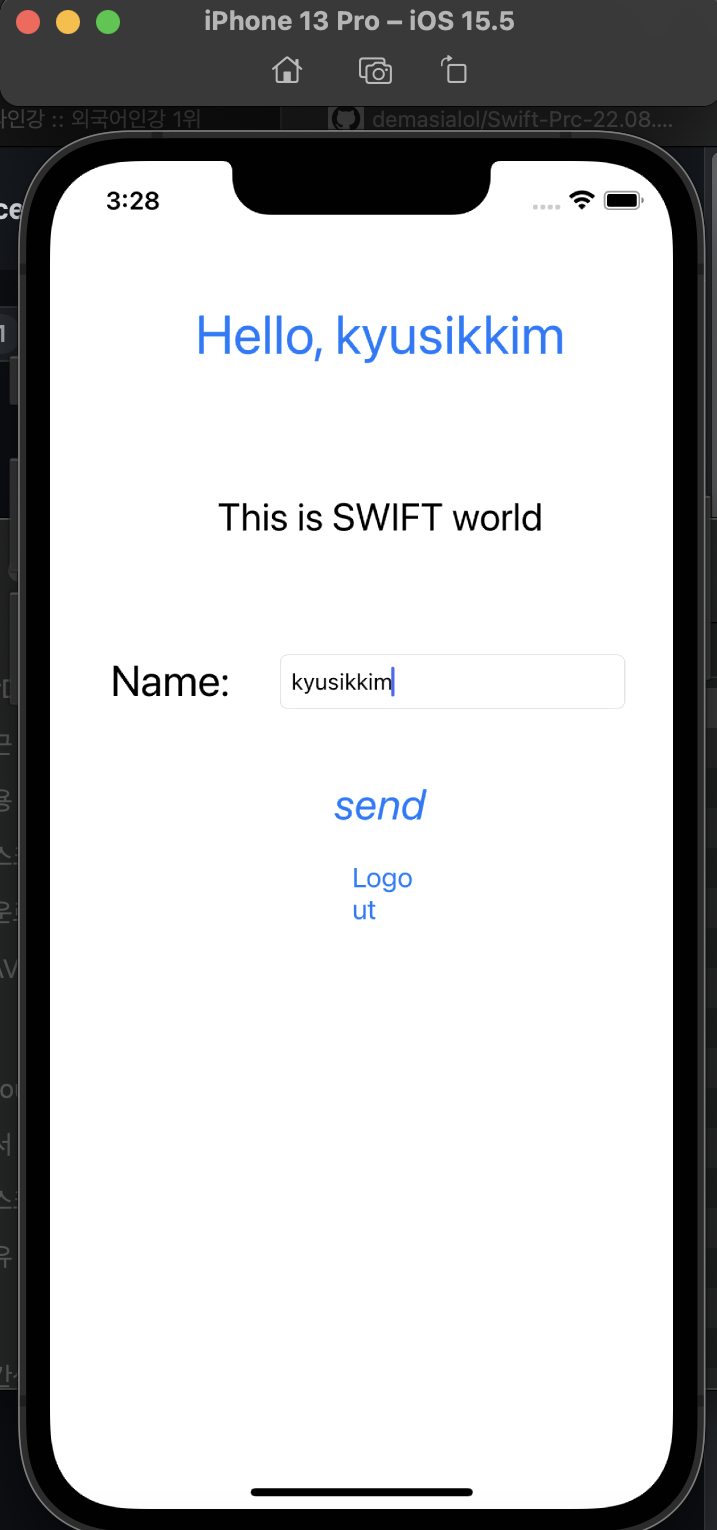 iPhone 13 Pro – iOS 15.5
인강 :: 외국어인강 1위
demasialol/Swift-Prc-22.08....
3:28
Hello, kyusikkim
This is SWIFT world
Name:
kyusikkim
send
Logo
ut